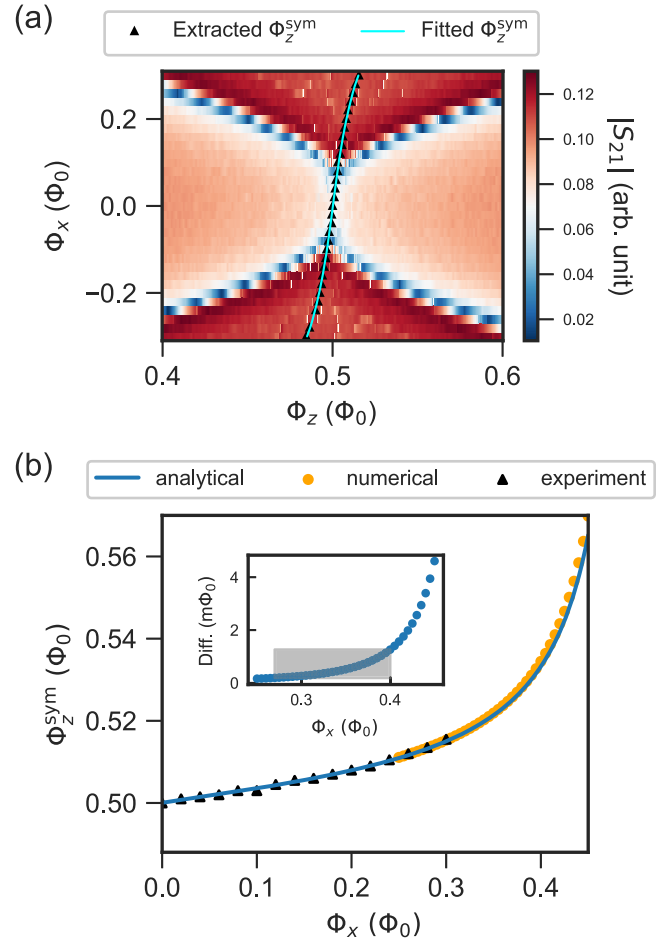 (a)
Extracted Φ_z^sym
Fitted Φ_z^sym
0.2
0.0
−0.2
Φ_x (Φ_0)
0.4
0.5
0.6
Φ_z (Φ_0)
0.12
0.10
0.08
0.06
0.04
0.02
|S_21| (arb. unit)
(b)
analytical
numerical
experiment
0.56
0.54
0.52
0.50
Φ_z^sym (Φ_0)
4
2
0
Diff. (mΦ_0)
0.3
0.4
Φ_x (Φ_0)
0.0
0.1
0.2
0.3
0.4
Φ_x (Φ_0)